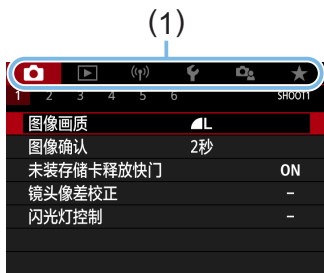 (1)
1 2 3 4 5 6 SHOOT1
图像画质 L
图像确认 2秒
未装存储卡释放快门 ON
镜头像差校正 –
闪光灯控制 –